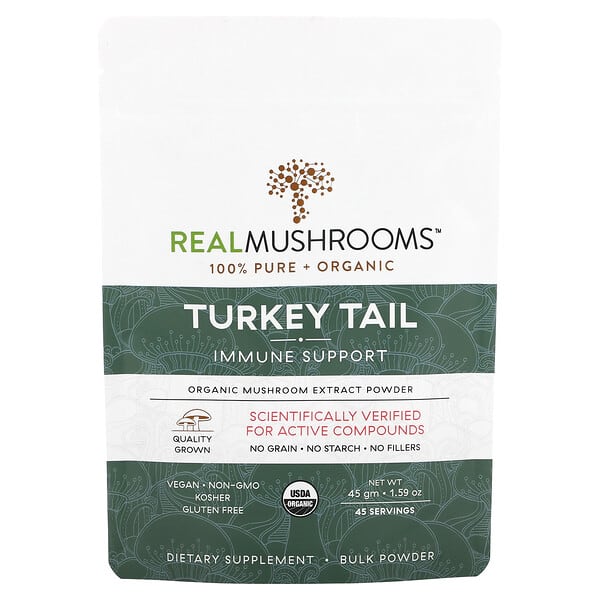 REALMUSHROOMS™
100% PURE + ORGANIC
TURKEY TAIL
IMMUNE SUPPORT
ORGANIC MUSHROOM EXTRACT POWDER
QUALITY
GROWN
SCIENTIFICALLY VERIFIED
FOR ACTIVE COMPOUNDS
NO GRAIN • NO STARCH • NO FILLERS
VEGAN • NON-GMO
KOSHER
GLUTEN FREE
USDA
ORGANIC
NET WT
45 gm • 1.59 oz
45 SERVINGS
DIETARY SUPPLEMENT • BULK POWDER